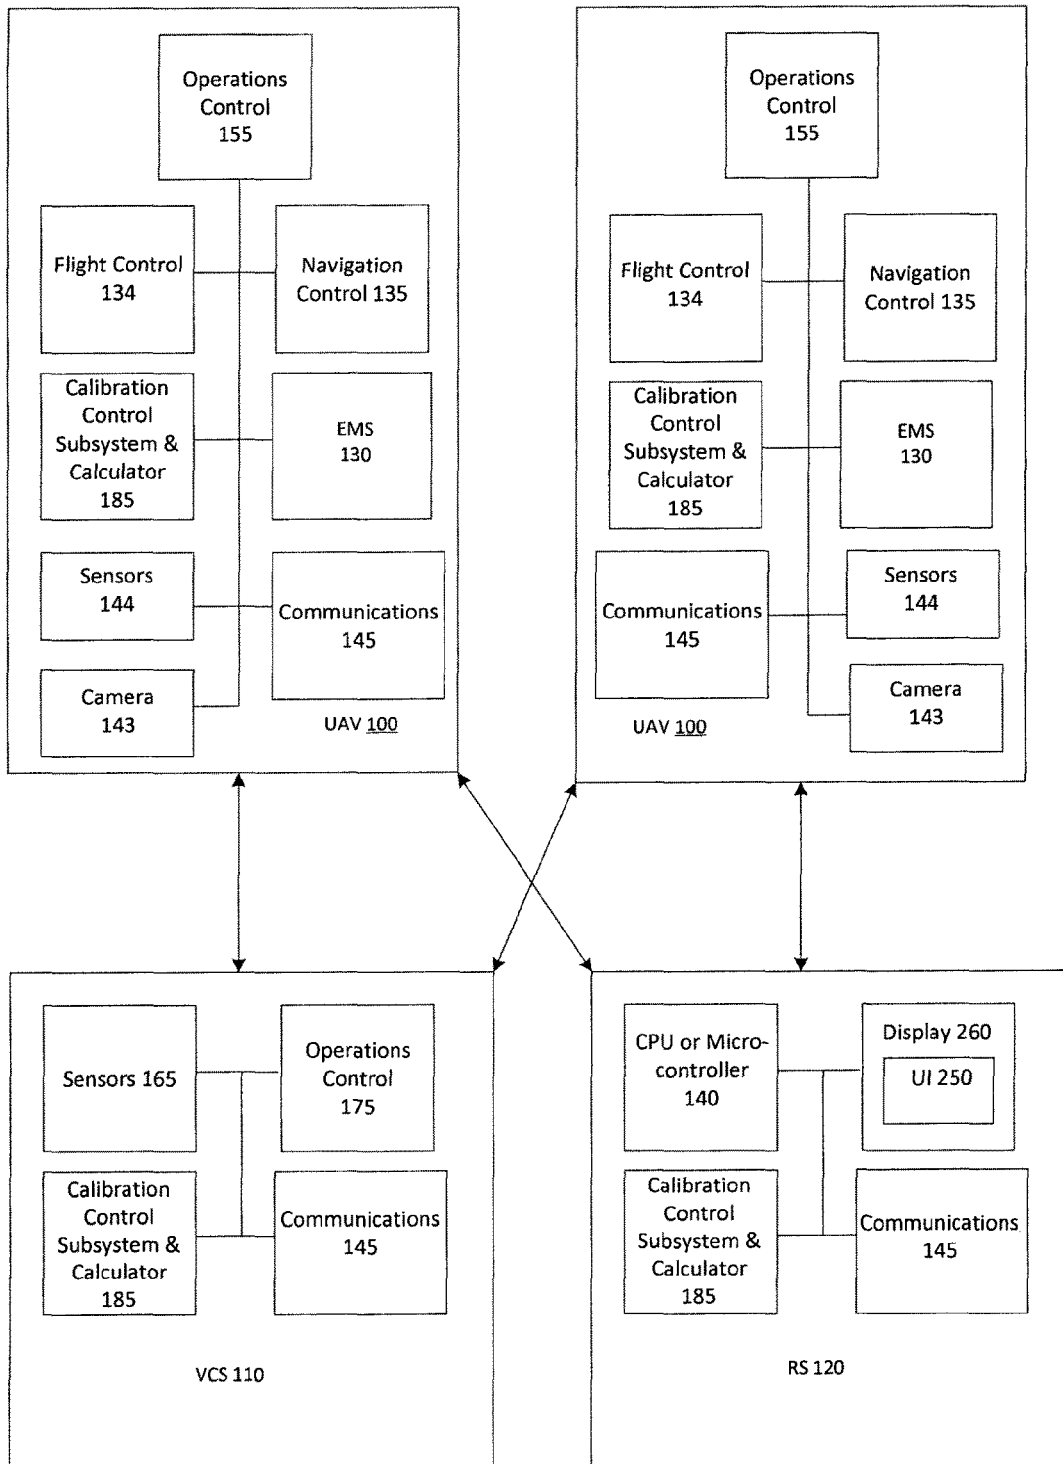 Operations
Control
155
Flight Control
134
Navigation
Control 135
Calibration
Control
Subsystem &
Calculator
185
EMS
130
Sensors
144
Communications
145
Camera
143
UAV 100
Operations
Control
155
Flight Control
134
Navigation
Control 135
Calibration
Control
Subsystem &
Calculator
185
EMS
130
Communications
145
Sensors
144
Camera
143
UAV 100
Sensors 165
Operations
Control
175
Calibration
Control
Subsystem &
Calculator
185
Communications
145
VCS 110
CPU or Micro-
controller
140
Display 260
UI 250
Calibration
Control
Subsystem &
Calculator
185
Communications
145
RS 120